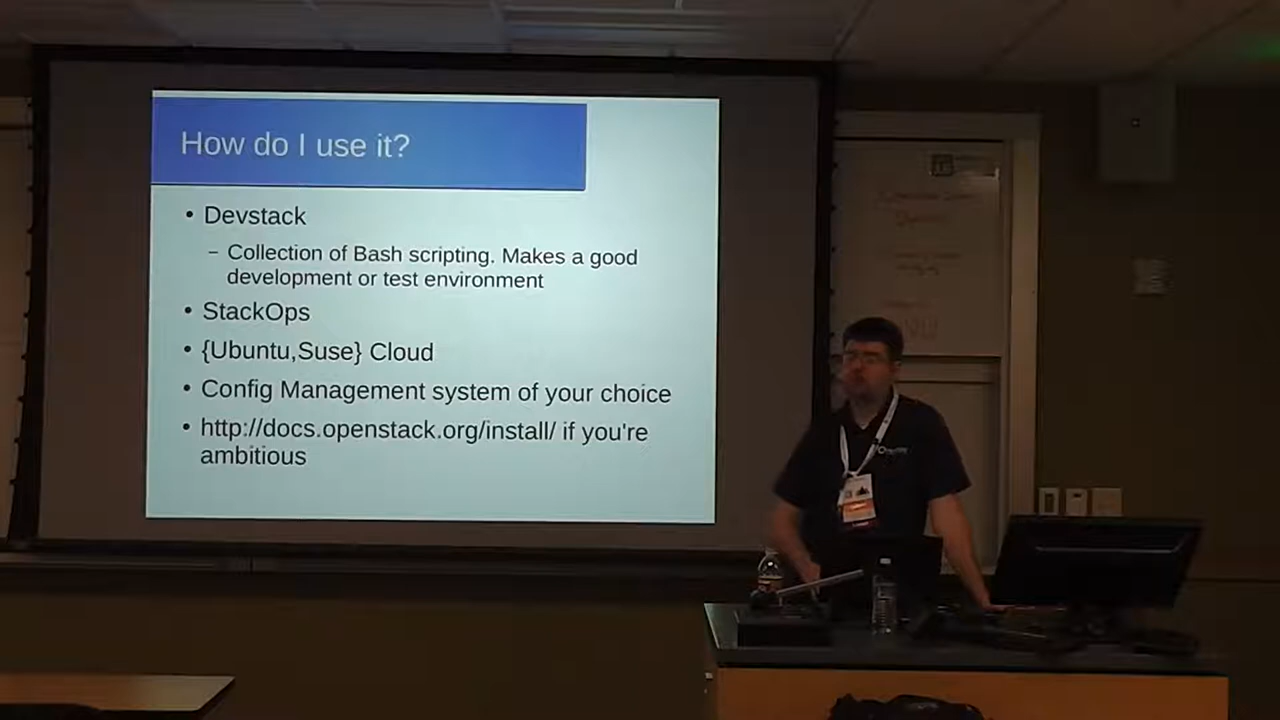 How do I use it?
• Devstack
– Collection of Bash scripting. Makes a good
development or test environment
• StackOps
• {Ubuntu,Suse} Cloud
• Config Management system of your choice
• http://docs.openstack.org/install/ if you're
ambitious